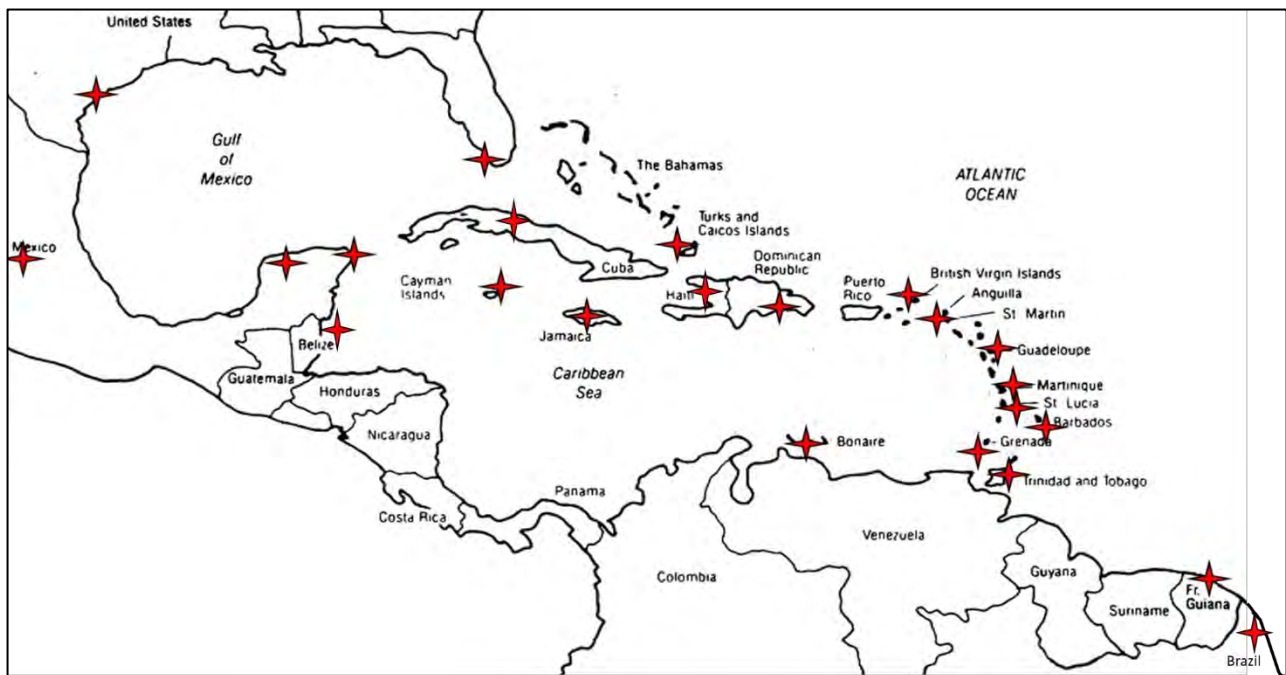 United States
Gulf
of
Mexico
The Bahamas
ATLANTIC
OCEAN
Mexico
Turks and
Caicos Islands
Cuba
Dominican
Republic
Cayman
Islands
Haiti
Puerto
Rico
British Virgin Islands
Anguilla
St Martin
Jamaica
Belize
Guadeloupe
Guatemala
Honduras
Caribbean
Sea
Martinique
St Lucia
Barbados
Nicaragua
Bonaire
Grenada
Trinidad and Tobago
Panama
Costa Rica
Venezuela
Colombia
Guyana
Suriname
Fr.
Guiana
Brazil